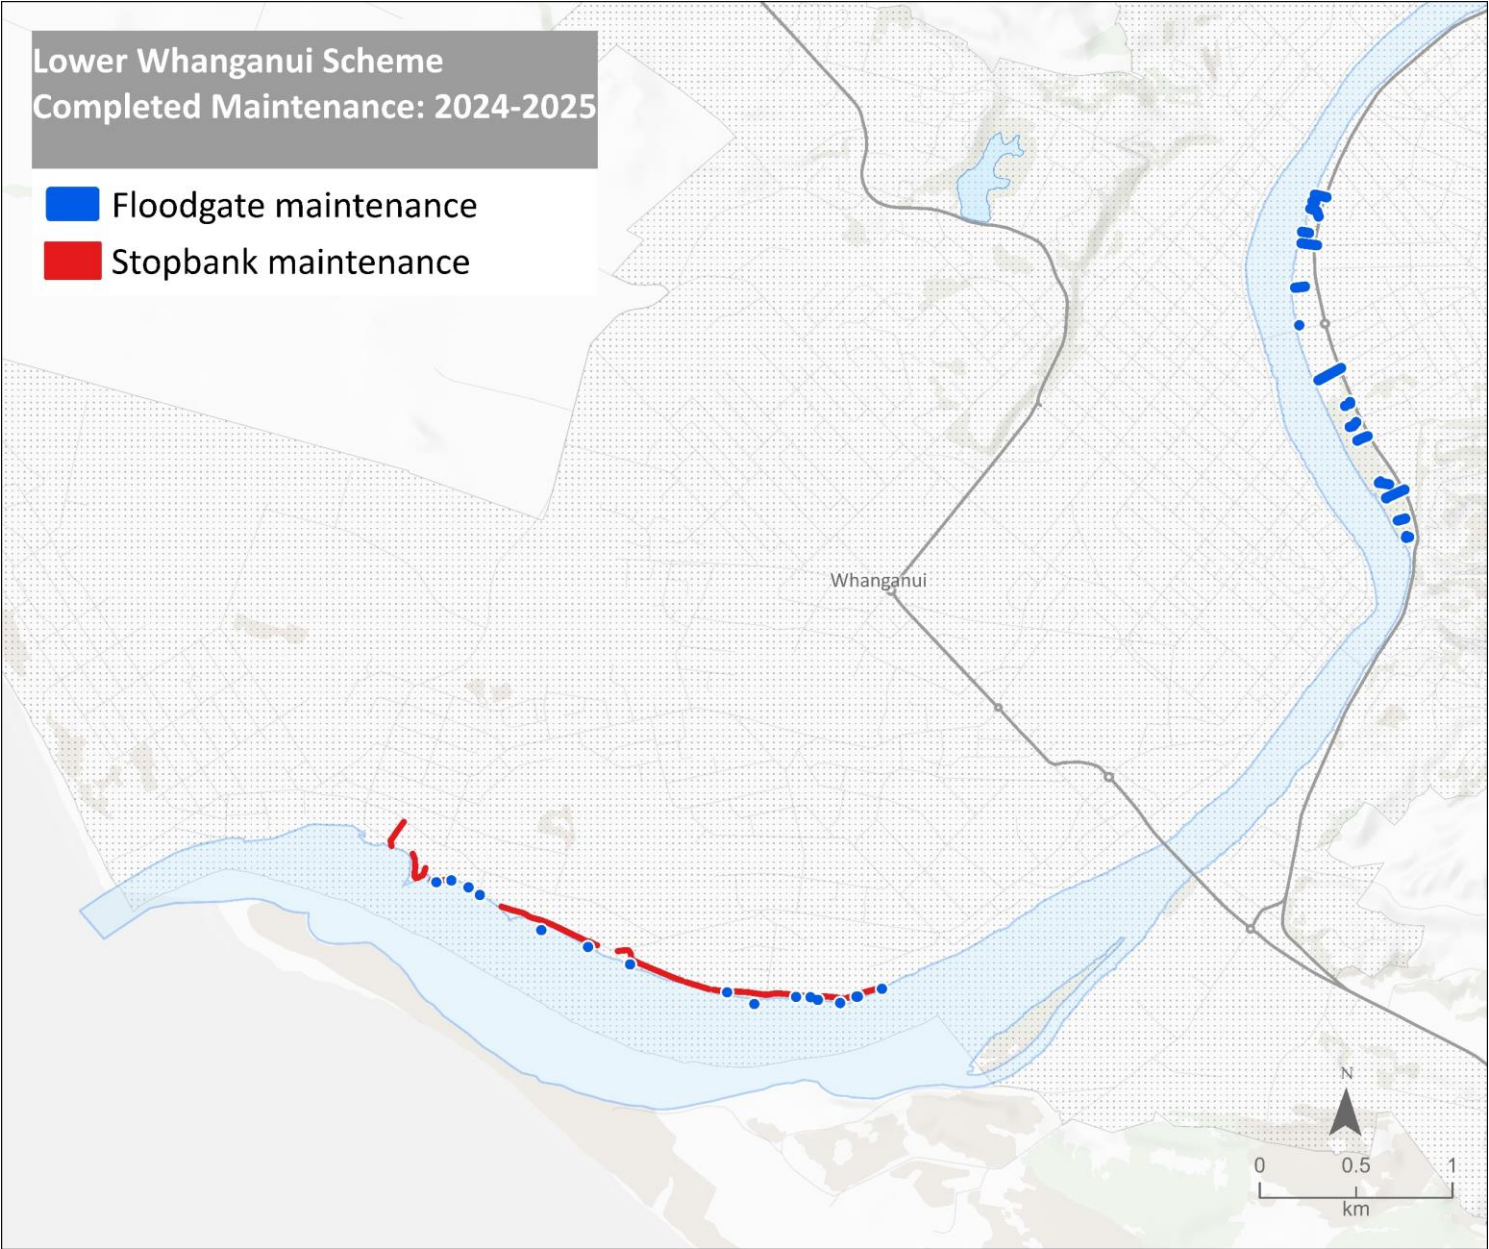 Lower Whanganui Scheme
Completed Maintenance: 2024-2025
Floodgate maintenance
Stopbank maintenance
Whanganui
N
0 0.5 1
km